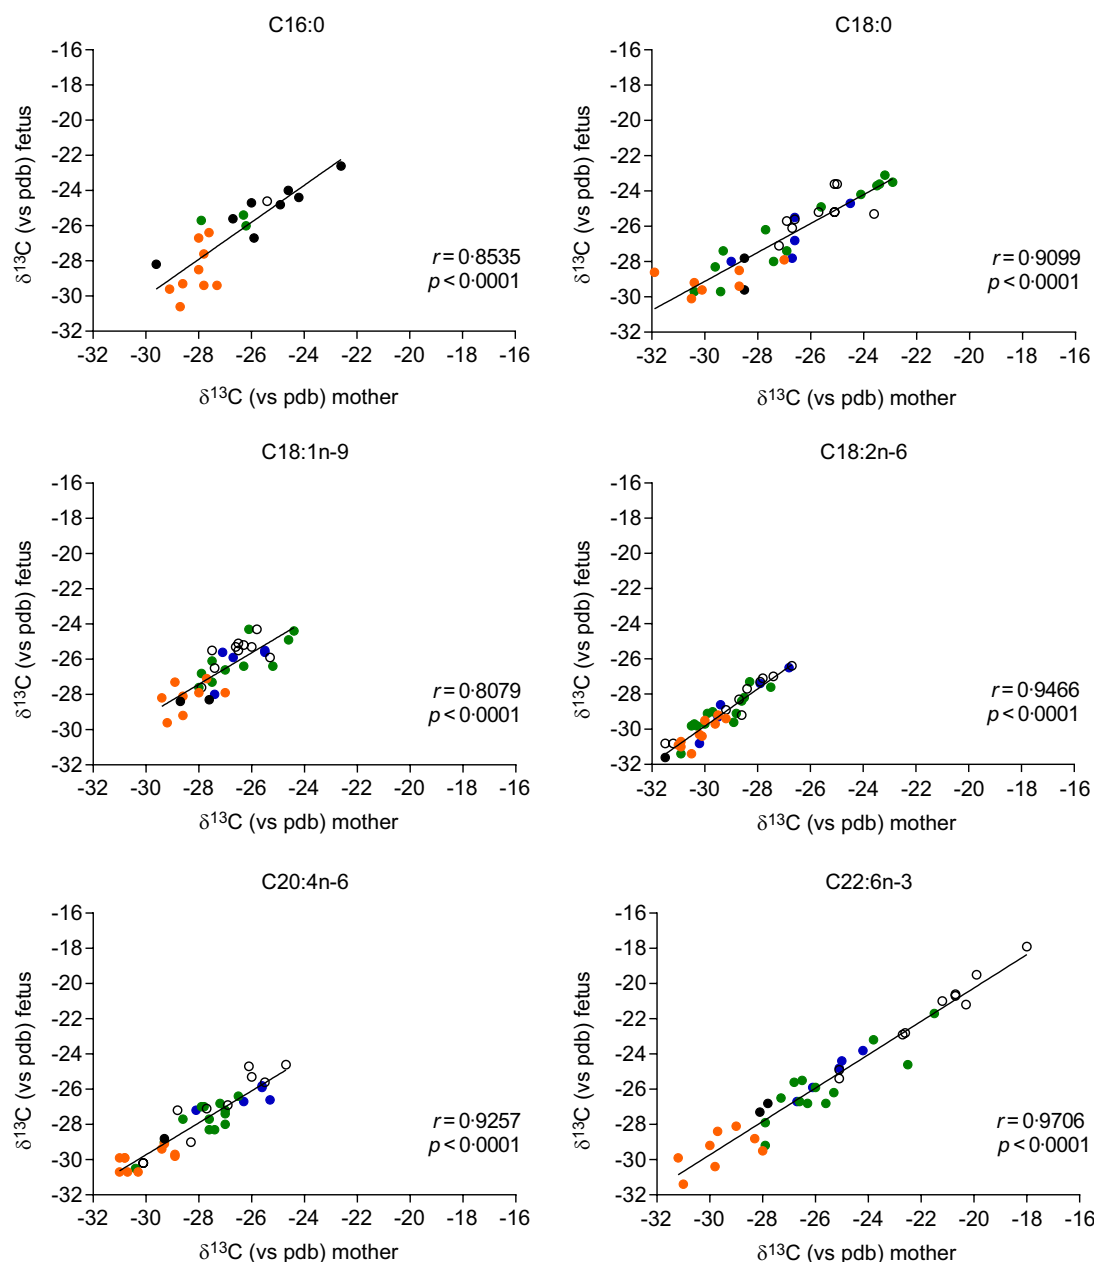 C16:0
-16
-18
-20
-22
-24
-26
-28
-30
-32
δ13C (vs pdb) fetus
r = 0·8535
p < 0·0001
-32 -30 -28 -26 -24 -22 -20 -18 -16
δ13C (vs pdb) mother
C18:0
-16
-18
-20
-22
-24
-26
-28
-30
-32
δ13C (vs pdb) fetus
r = 0·9099
p < 0·0001
-32 -30 -28 -26 -24 -22 -20 -18 -16
δ13C (vs pdb) mother
C18:1n-9
-16
-18
-20
-22
-24
-26
-28
-30
-32
δ13C (vs pdb) fetus
r = 0·8079
p < 0·0001
-32 -30 -28 -26 -24 -22 -20 -18 -16
δ13C (vs pdb) mother
C18:2n-6
-16
-18
-20
-22
-24
-26
-28
-30
-32
δ13C (vs pdb) fetus
r = 0·9466
p < 0·0001
-32 -30 -28 -26 -24 -22 -20 -18 -16
δ13C (vs pdb) mother
C20:4n-6
-16
-18
-20
-22
-24
-26
-28
-30
-32
δ13C (vs pdb) fetus
r = 0·9257
p < 0·0001
-32 -30 -28 -26 -24 -22 -20 -18 -16
δ13C (vs pdb) mother
C22:6n-3
-16
-18
-20
-22
-24
-26
-28
-30
-32
δ13C (vs pdb) fetus
r = 0·9706
p < 0·0001
-32 -30 -28 -26 -24 -22 -20 -18 -16
δ13C (vs pdb) mother